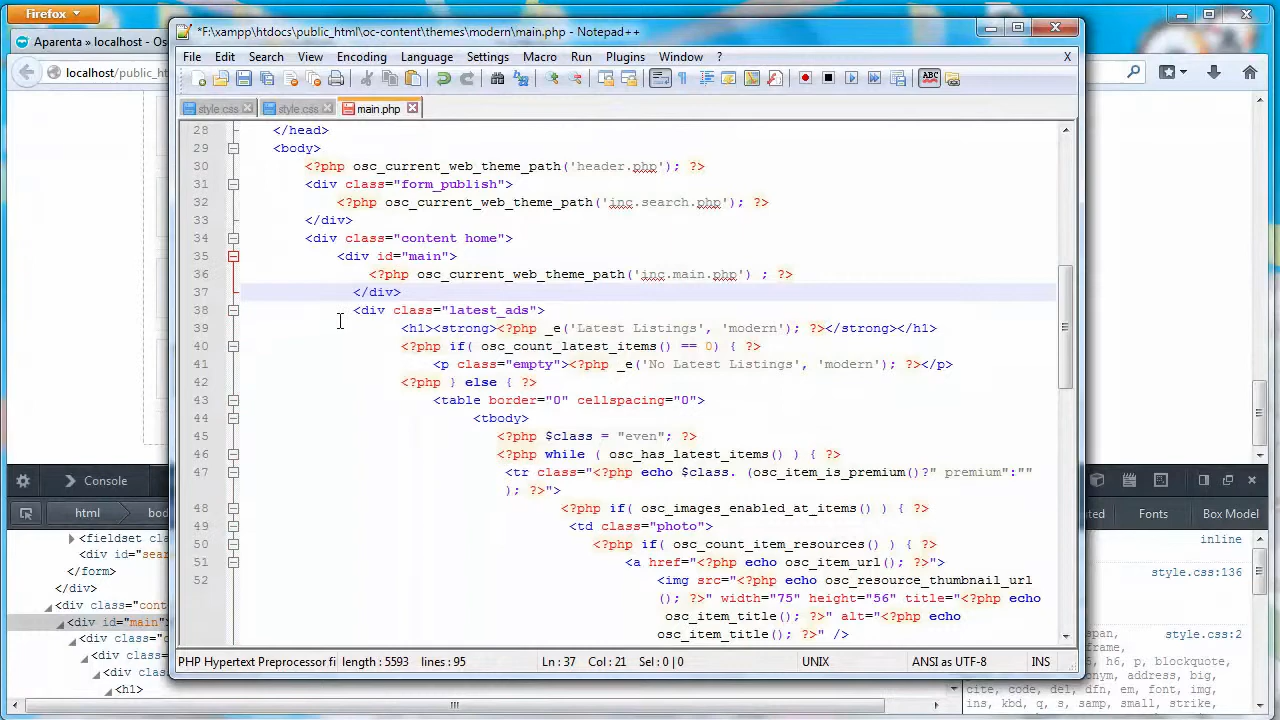 Firefox
Aparenta » localhost - Os
localhost/public_ht
*F:\xampp\htdocs\public_html\oc-content\themes\modern\main.php - Notepad++
File Edit Search View Encoding Language Settings Macro Run Plugins Window ? X
style.css style.css main.php
28 </head>
29 <body>
30 <?php osc_current_web_theme_path('header.php'); ?>
31 <div class="form_publish">
32 <?php osc_current_web_theme_path('inc.search.php'); ?>
33 </div>
34 <div class="content home">
35 <div id="main">
36 <?php osc_current_web_theme_path('inc.main.php') ; ?>
37 </div>
38 <div class="latest_ads">
39 <h1><strong><?php _e('Latest Listings', 'modern'); ?></strong></h1>
40 <?php if( osc_count_latest_items() == 0) { ?>
41 <p class="empty"><?php _e('No Latest Listings', 'modern'); ?></p>
42 <?php } else { ?>
43 <table border="0" cellspacing="0">
44 <tbody>
45 <?php $class = "even"; ?>
46 <?php while ( osc_has_latest_items() ) { ?>
47 <tr class="<?php echo $class. (osc_item_is_premium()?" premium":""
); ?>">
48 <?php if( osc_images_enabled_at_items() ) { ?>
49 <td class="photo">
50 <?php if( osc_count_item_resources() ) { ?>
51 <a href="<?php echo osc_item_url(); ?>">
52 <img src="<?php echo osc_resource_thumbnail_url
(); ?>" width="75" height="56" title="<?php echo
osc_item_title(); ?>" alt="<?php echo
osc_item_title(); ?>" />
PHP Hypertext Preprocessor fi length : 5593 lines : 95 Ln : 37 Col : 21 Sel : 0 | 0 ANSI as UTF-8 INS
Console
html
Fonts Box Model
<fieldset
<div id="sear
</form>
</div>
<div class="cont
<div id="main">
<div class="c
<div class=
<div clas
<h1>
inline
style.css:136
span,
style.css:2
frame,
h6, p, blockquote,
address, big,
cite, code, del, dfn, em, font, img,
ins, kbd, q, s, samp, small, strike,